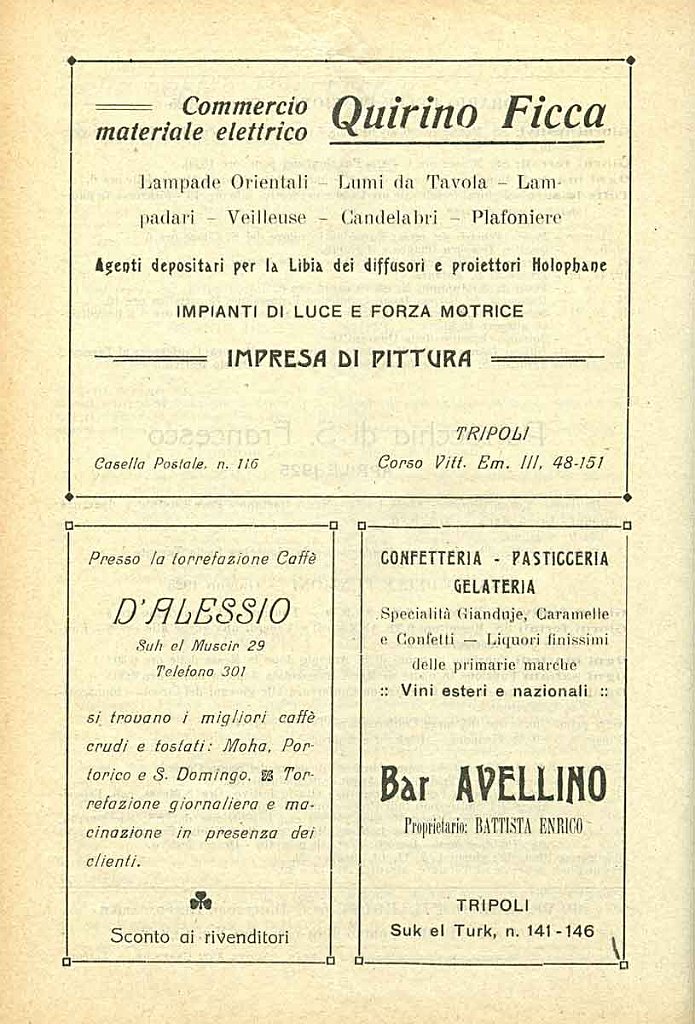 Commercio
materiale elettrico
Quirino Ficca
Lampade Orientali – Lumi da Tavola – Lam-
padari – Veilleuse – Candelabri – Plafoniere
Agenti depositari per la Libia dei diffusori e proiettori Holophane
IMPIANTI DI LUCE E FORZA MOTRICE
IMPRESA DI PITTURA
TRIPOLI
Casella Postale. n. 116
Corso Vitt. Em. III, 48-151
Presso la torrefazione Caffè
D'ALESSIO
Suh el Muscir 29
Telefono 301
si trovano i migliori caffè
crudi e tostati: Moha, Por-
torico e S. Domingo. Tor-
refazione giornaliera e ma-
cinazione in presenza dei
clienti.
Sconto ai rivenditori
CONFETTERIA - PASTICCERIA
GELATERIA
Specialità Gianduje, Caramelle
e Confetti — Liquori finissimi
delle primarie marche
:: Vini esteri e nazionali ::
Bar AVELLINO
Proprietario: BATTISTA ENRICO
TRIPOLI
Suk el Turk, n. 141-146